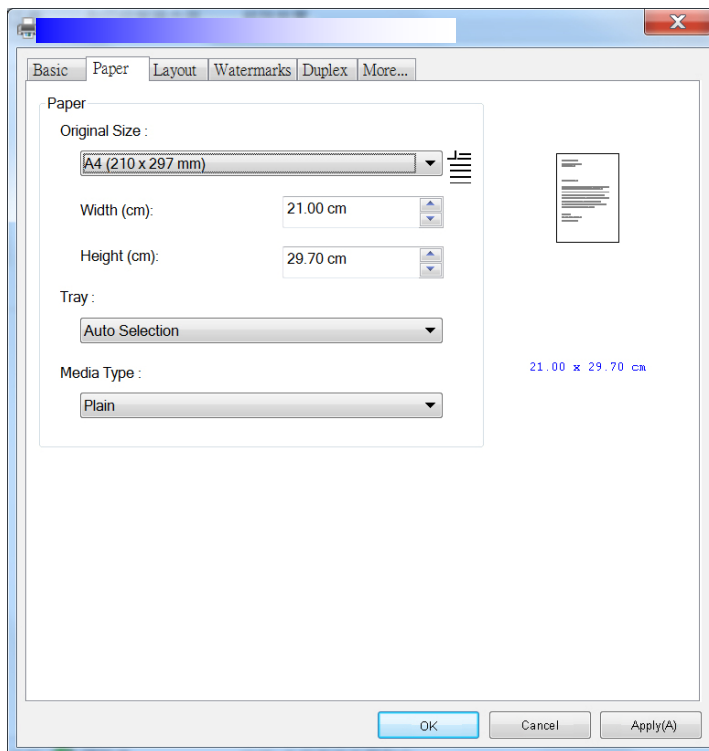 Basic Paper Layout Watermarks Duplex More...
Paper
Original Size :
A4 (210 x 297 mm)
Width (cm): 21.00 cm
Height (cm): 29.70 cm
Tray :
Auto Selection
21.00 x 29.70 cm
Media Type :
Plain
OK Cancel Apply(A)